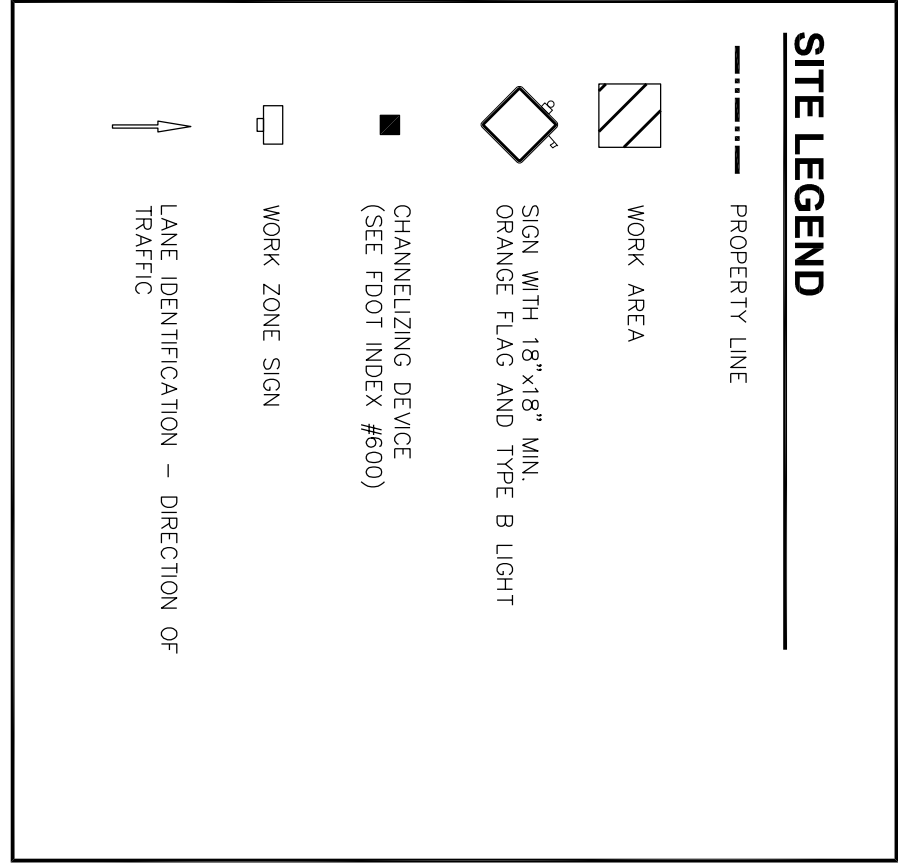 SITE LEGEND
PROPERTY LINE
WORK AREA
SIGN WITH 18"x18" MIN.
ORANGE FLAG AND TYPE B LIGHT
CHANNELIZING DEVICE
(SEE FDOT INDEX #600)
WORK ZONE SIGN
LANE IDENTIFICATION - DIRECTION OF
TRAFFIC